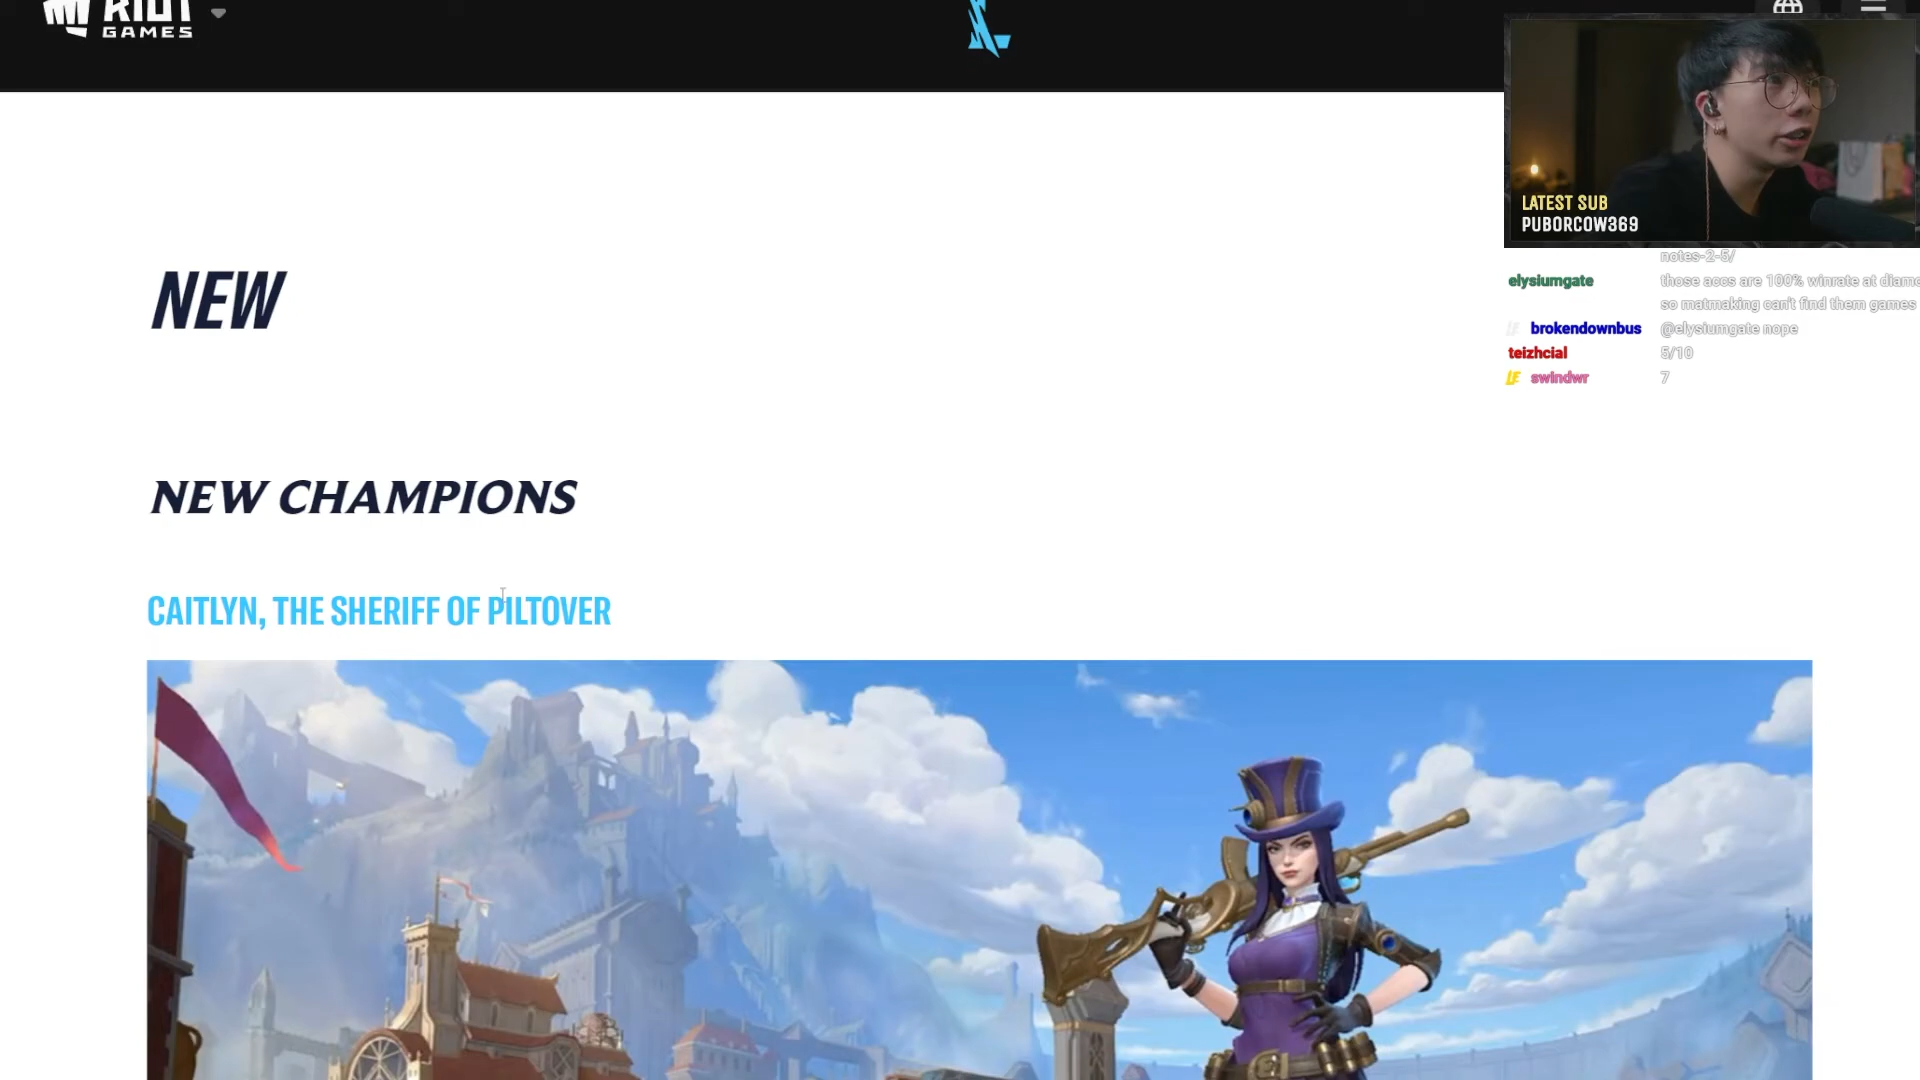 RIOT
GAMES
LATEST SUB
PUBORCOW369
notes-2-5/
elysiumgate those accs are 100% winrate at diamo
so matmaking can't find them games
brokendownbus @elysiumgate nope
teizhcial 5/10
LE swindwr 7
NEW
NEW CHAMPIONS
CAITLYN, THE SHERIFF OF PILTOVER